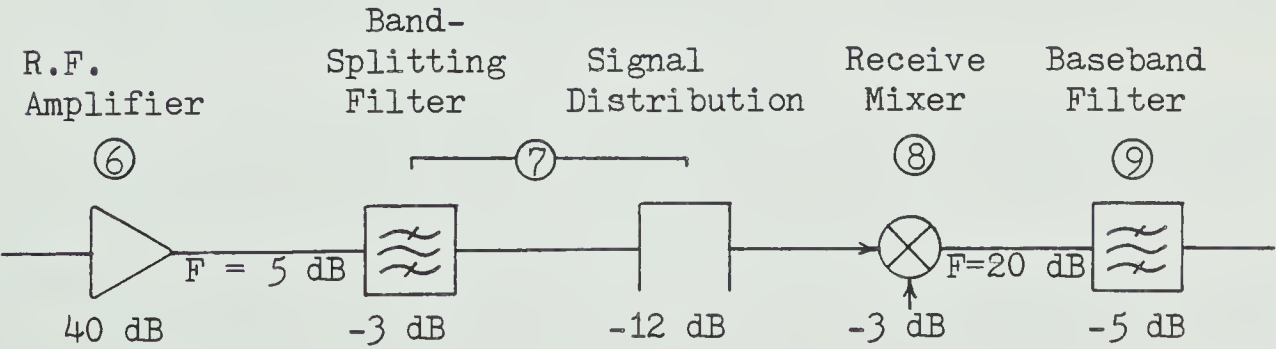 R.F.
Amplifier
Band-
Splitting
Filter
Signal
Distribution
Receive
Mixer
Baseband
Filter
6
7
8
9
F = 5 dB
F=20 dB
40 dB
-3 dB
-12 dB
-3 dB
-5 dB